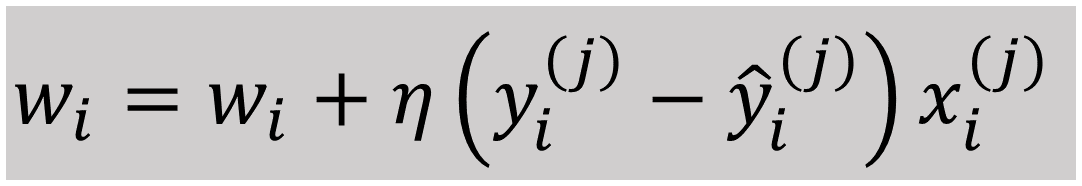 w_i = w_i + η(y_i^(j) − ŷ_i^(j)) x_i^(j)